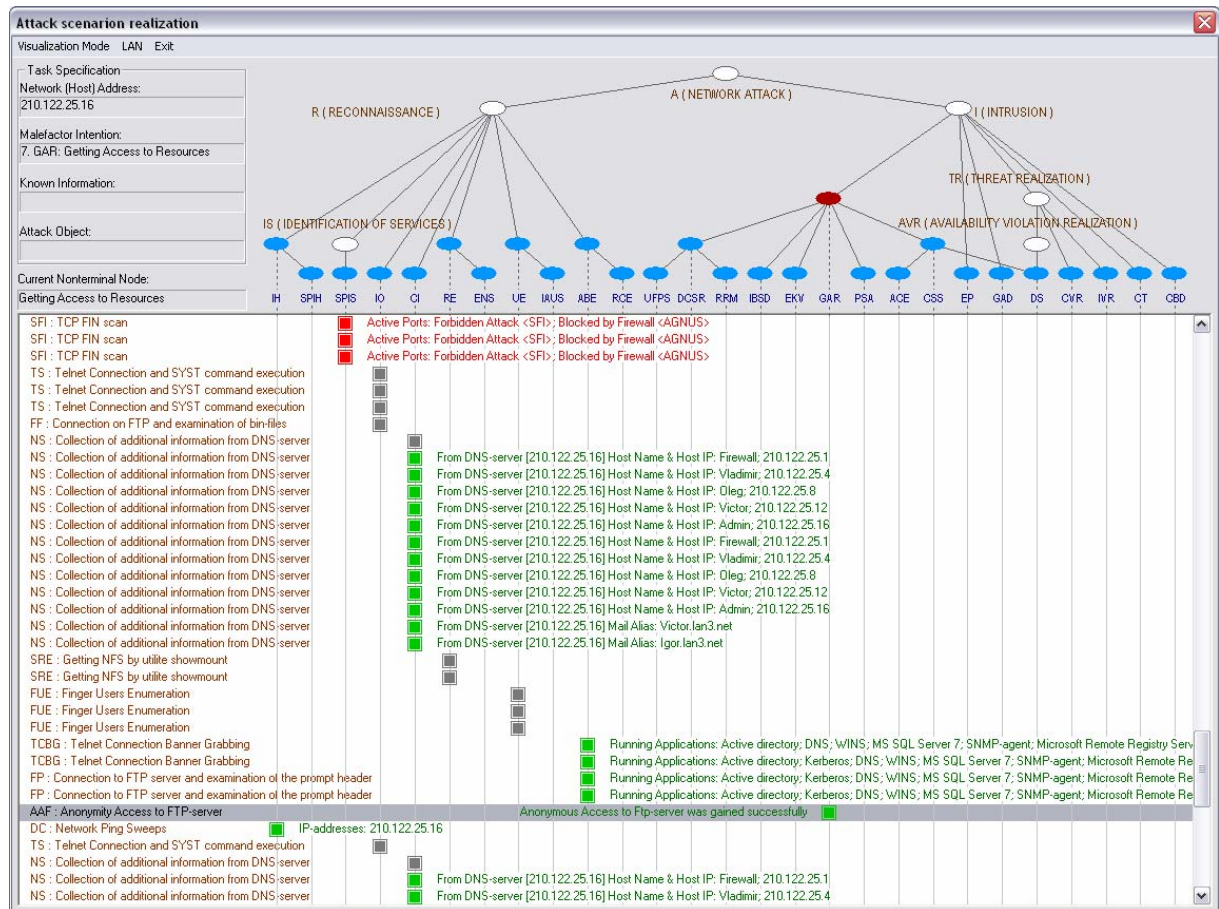 Attack scenarion realization
Visualization Mode LAN Exit
Task Specification
Network (Host) Address:
210.122.25.16
Malefactor Intention:
7. GAR: Getting Access to Resources
Known Information:
Attack Object:
Current Nonterminal Node:
Getting Access to Resources
A ( NETWORK ATTACK )
R ( RECONNAISSANCE )
I ( INTRUSION )
TR ( THREAT REALIZATION )
IS ( IDENTIFICATION OF SERVICES )
AVR ( AVAILABILITY VIOLATION REALIZATION )
IH SPIH SPIS IO CI RE ENS UE IAUS ABE RCE UFPS DCSR RRM IBSD EKV GAR PSA ACE CSS EP GAD DS CVR IVR CT CBD
SFI : TCP FIN scan Active Ports: Forbidden Attack <SFI>; Blocked by Firewall <AGNUS>
SFI : TCP FIN scan Active Ports: Forbidden Attack <SFI>; Blocked by Firewall <AGNUS>
SFI : TCP FIN scan Active Ports: Forbidden Attack <SFI>; Blocked by Firewall <AGNUS>
TS : Telnet Connection and SYST command execution
TS : Telnet Connection and SYST command execution
TS : Telnet Connection and SYST command execution
FF : Connection on FTP and examination of bin-files
NS : Collection of additional information from DNS-server
NS : Collection of additional information from DNS-server From DNS-server [210.122.25.16] Host Name & Host IP: Firewall; 210.122.25.1
NS : Collection of additional information from DNS-server From DNS-server [210.122.25.16] Host Name & Host IP: Vladimir; 210.122.25.4
NS : Collection of additional information from DNS-server From DNS-server [210.122.25.16] Host Name & Host IP: Oleg; 210.122.25.8
NS : Collection of additional information from DNS-server From DNS-server [210.122.25.16] Host Name & Host IP: Victor; 210.122.25.12
NS : Collection of additional information from DNS-server From DNS-server [210.122.25.16] Host Name & Host IP: Admin; 210.122.25.16
NS : Collection of additional information from DNS-server From DNS-server [210.122.25.16] Host Name & Host IP: Firewall; 210.122.25.1
NS : Collection of additional information from DNS-server From DNS-server [210.122.25.16] Host Name & Host IP: Vladimir; 210.122.25.4
NS : Collection of additional information from DNS-server From DNS-server [210.122.25.16] Host Name & Host IP: Oleg; 210.122.25.8
NS : Collection of additional information from DNS-server From DNS-server [210.122.25.16] Host Name & Host IP: Victor; 210.122.25.12
NS : Collection of additional information from DNS-server From DNS-server [210.122.25.16] Host Name & Host IP: Admin; 210.122.25.16
NS : Collection of additional information from DNS-server From DNS-server [210.122.25.16] Mail Alias: Victor.lan3.net
NS : Collection of additional information from DNS-server From DNS-server [210.122.25.16] Mail Alias: Igor.lan3.net
SRE : Getting NFS by utilite showmount
SRE : Getting NFS by utilite showmount
FUE : Finger Users Enumeration
FUE : Finger Users Enumeration
FUE : Finger Users Enumeration
TCBG : Telnet Connection Banner Grabbing Running Applications: Active directory; DNS; WINS; MS SQL Server 7; SNMP-agent; Microsoft Remote Registry Serv
TCBG : Telnet Connection Banner Grabbing Running Applications: Active directory; Kerberos; DNS; WINS; MS SQL Server 7; SNMP-agent; Microsoft Remote Re
FP : Connection to FTP server and examination of the prompt header Running Applications: Active directory; Kerberos; DNS; WINS; MS SQL Server 7; SNMP-agent; Microsoft Remote Re
FP : Connection to FTP server and examination of the prompt header Running Applications: Active directory; Kerberos; DNS; WINS; MS SQL Server 7; SNMP-agent; Microsoft Remote Re
AAF : Anonymity Access to FTP-server Anonymous Access to Ftp-server was gained successfully
DC : Network Ping Sweeps IP-addresses: 210.122.25.16
TS : Telnet Connection and SYST command execution
NS : Collection of additional information from DNS-server
NS : Collection of additional information from DNS-server From DNS-server [210.122.25.16] Host Name & Host IP: Firewall; 210.122.25.1
NS : Collection of additional information from DNS-server From DNS-server [210.122.25.16] Host Name & Host IP: Vladimir; 210.122.25.4